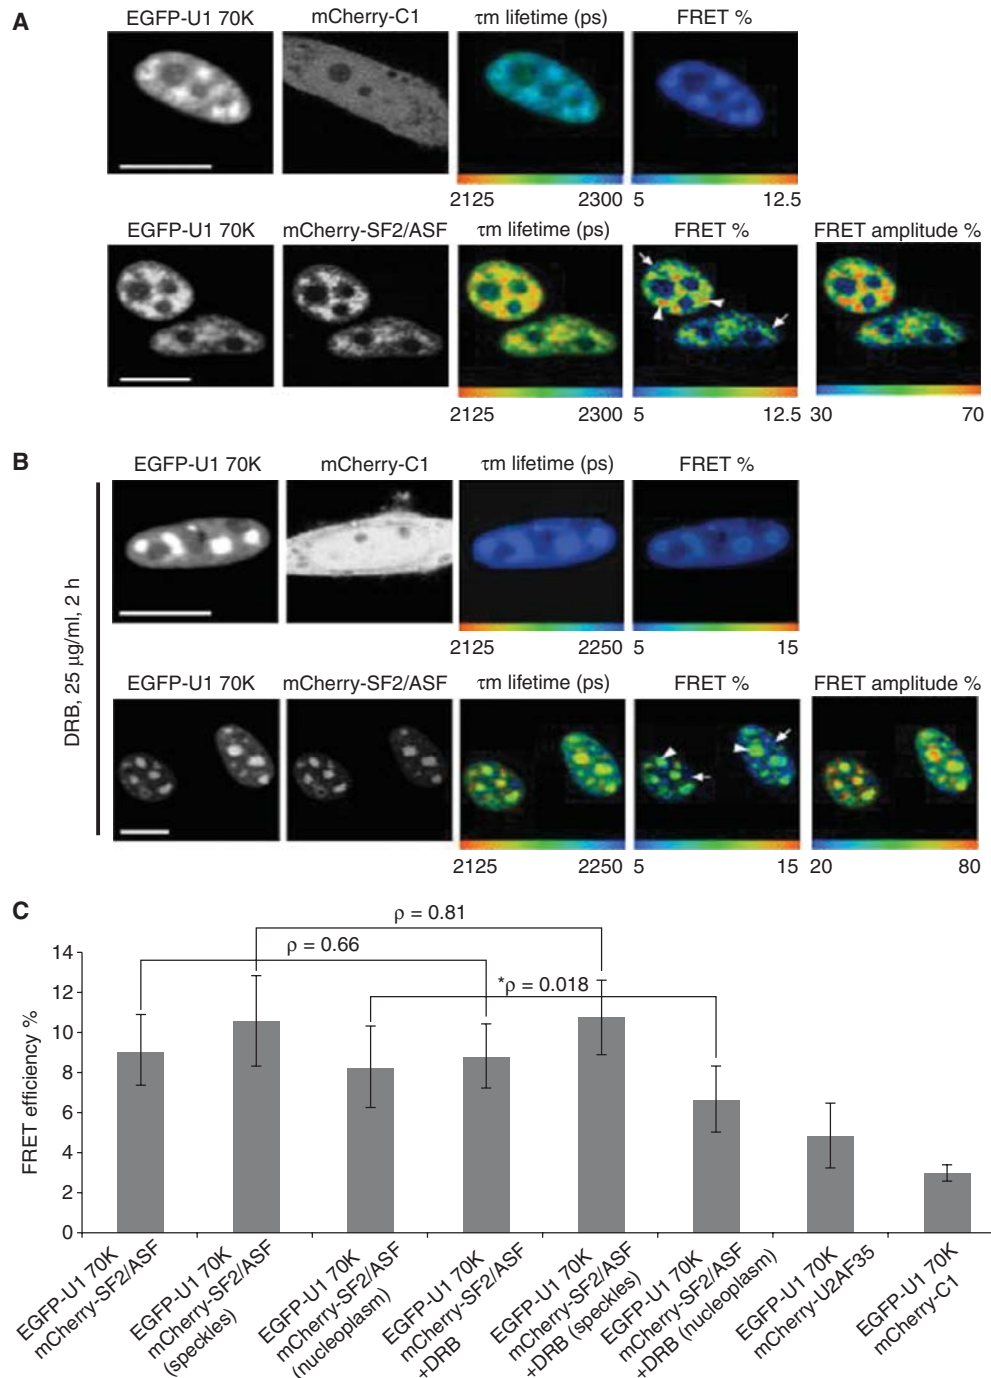 A
EGFP-U1 70K mCherry-C1 τm lifetime (ps) FRET %
2125 2300 5 12.5
EGFP-U1 70K mCherry-SF2/ASF τm lifetime (ps) FRET % FRET amplitude %
2125 2300 5 12.5 30 70
B
DRB, 25 µg/ml, 2 h
EGFP-U1 70K mCherry-C1 τm lifetime (ps) FRET %
2125 2250 5 15
EGFP-U1 70K mCherry-SF2/ASF τm lifetime (ps) FRET % FRET amplitude %
2125 2250 5 15 20 80
C
ρ = 0.81
ρ = 0.66
*ρ = 0.018
FRET efficiency %
14
12
10
8
6
4
2
0
EGFP-U1 70K
mCherry-SF2/ASF
EGFP-U1 70K
mCherry-SF2/ASF
(speckles)
EGFP-U1 70K
mCherry-SF2/ASF
(nucleoplasm)
EGFP-U1 70K
mCherry-SF2/ASF
+DRB
EGFP-U1 70K
mCherry-SF2/ASF
+DRB (speckles)
EGFP-U1 70K
mCherry-SF2/ASF
+DRB (nucleoplasm)
EGFP-U1 70K
mCherry-U2AF35
EGFP-U1 70K
mCherry-C1